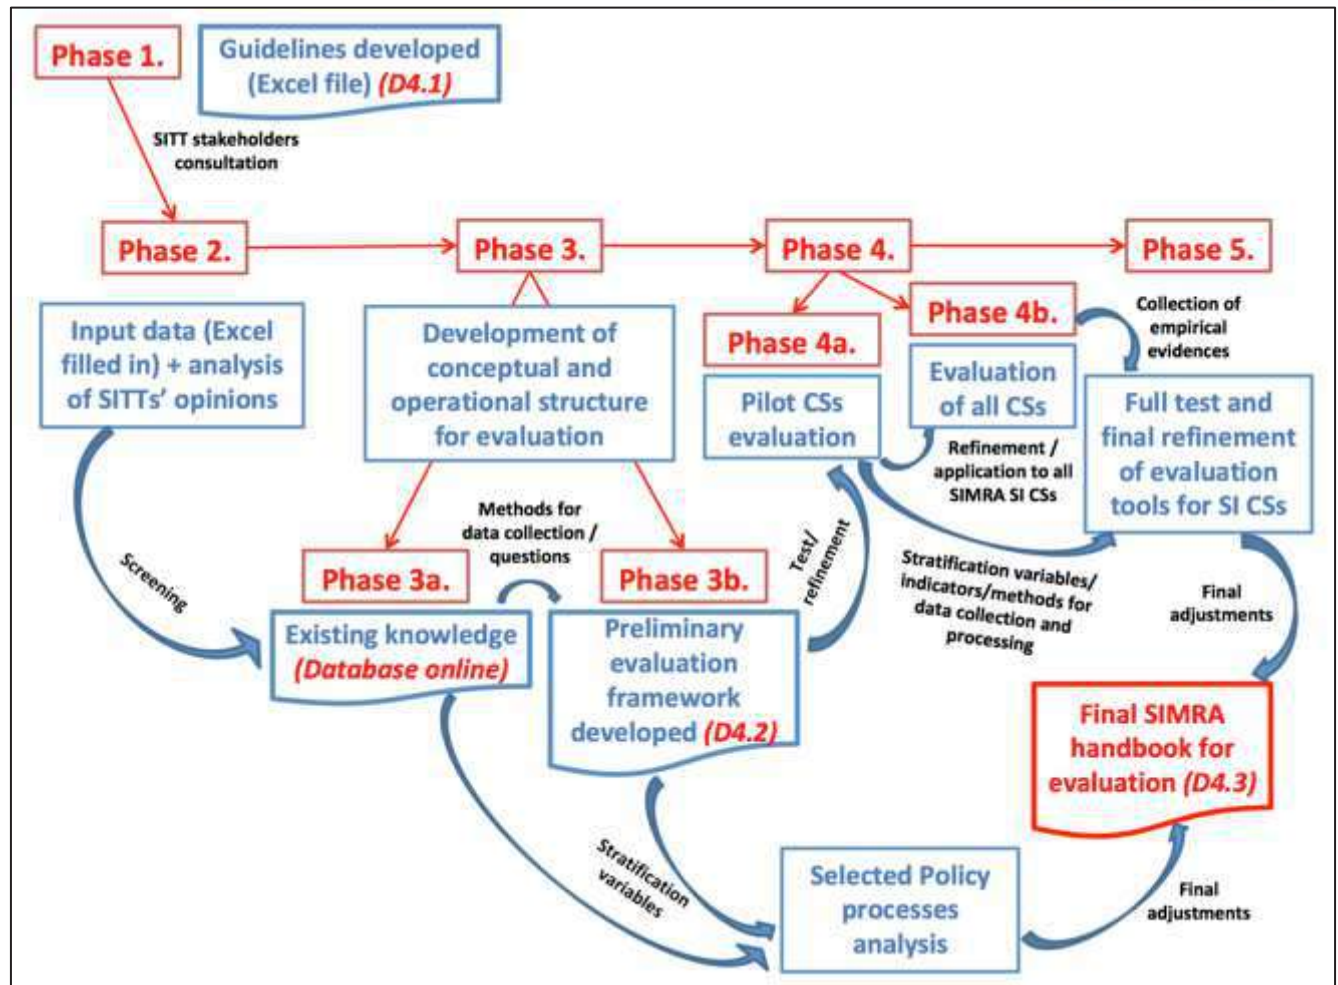 Phase 1.
Guidelines developed
(Excel file) (D4.1)
SITT stakeholders
consultation
Phase 2.
Phase 3.
Phase 4.
Phase 5.
Input data (Excel
filled in) + analysis
of SITTs' opinions
Development of
conceptual and
operational structure
for evaluation
Phase 4a.
Phase 4b.
Collection of
empirical
evidences
Pilot CSs
evaluation
Evaluation
of all CSs
Refinement /
application to all
SIMRA SI CSs
Full test and
final refinement
of evaluation
tools for SI CSs
Screening
Methods for
data collection /
questions
Phase 3a.
Phase 3b.
Test/
refinement
Stratification variables/
indicators/methods for
data collection and
processing
Final
adjustments
Existing knowledge
(Database online)
Preliminary
evaluation
framework
developed (D4.2)
Final SIMRA
handbook for
evaluation (D4.3)
Stratification
variables
Selected Policy
processes
analysis
Final
adjustments